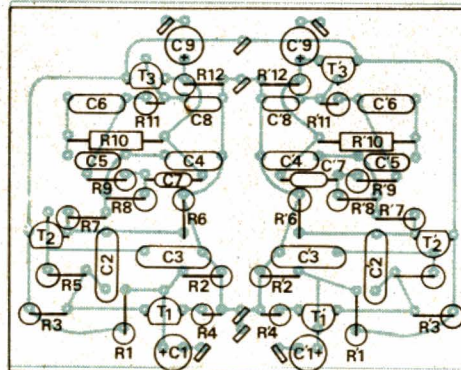 C9 C'9
T3 R12 R'12 T'3
C6 R11 C8 C'8 R'11 C'6
R10 R'10
C5 C4 C'4 C'7 C'5
R9 C7 R'9
R8 R6 R'6 R'8
R7 R'7
T2 T'2
C2 C3 C'3 C'2
R5 R2 R'2
R3 T1 R4 R'4 T'1 R'3
R1 R'1
+C1 C'1+